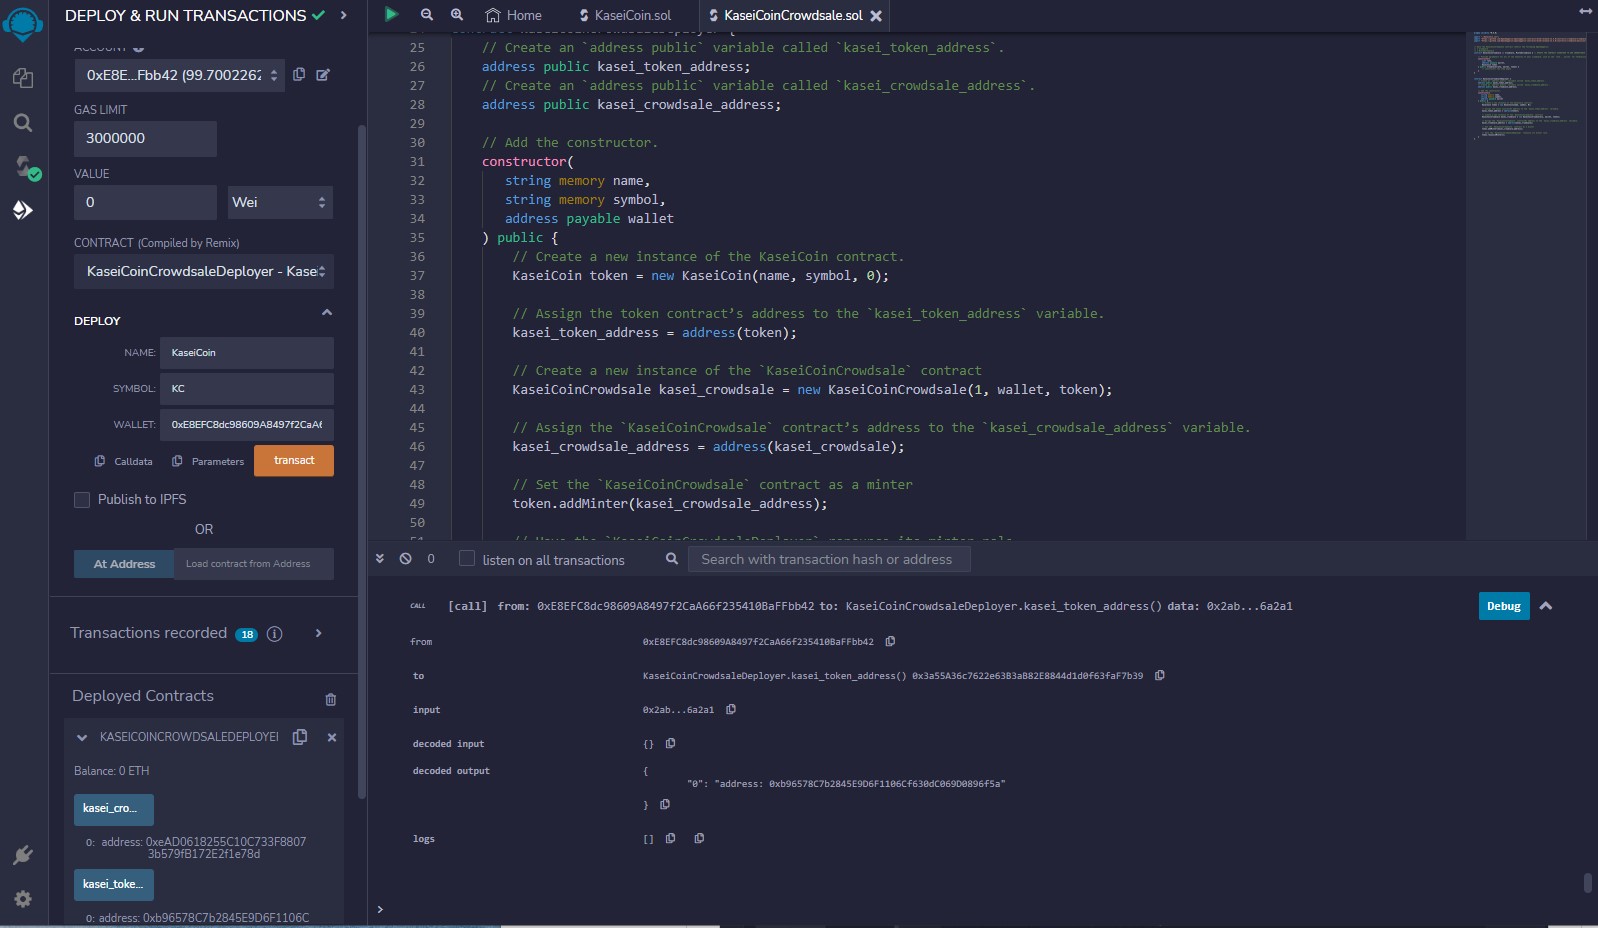 DEPLOY & RUN TRANSACTIONS
ACCOUNT
0xE8E...Fbb42 (99.7002262
GAS LIMIT
3000000
VALUE
0
Wei
CONTRACT (Compiled by Remix)
KaseiCoinCrowdsaleDeployer - Kasei
DEPLOY
NAME: KaseiCoin
SYMBOL: KC
WALLET: 0xE8EFC8dc98609A8497f2CaA6
Calldata Parameters transact
Publish to IPFS
OR
At Address Load contract from Address
Transactions recorded 18 i
Deployed Contracts
KASEICOINCROWDSALEDEPLOYEI
Balance: 0 ETH
kasei_cro...
0: address: 0xeAD0618255C10C733F8807
3b579fB172E2f1e78d
kasei_toke...
0: address: 0xb96578C7b2845E9D6F1106C
Home KaseiCoin.sol KaseiCoinCrowdsale.sol
25 // Create an `address public` variable called `kasei_token_address`.
26 address public kasei_token_address;
27 // Create an `address public` variable called `kasei_crowdsale_address`.
28 address public kasei_crowdsale_address;
29
30 // Add the constructor.
31 constructor(
32 string memory name,
33 string memory symbol,
34 address payable wallet
35 ) public {
36 // Create a new instance of the KaseiCoin contract.
37 KaseiCoin token = new KaseiCoin(name, symbol, 0);
38
39 // Assign the token contract’s address to the `kasei_token_address` variable.
40 kasei_token_address = address(token);
41
42 // Create a new instance of the `KaseiCoinCrowdsale` contract
43 KaseiCoinCrowdsale kasei_crowdsale = new KaseiCoinCrowdsale(1, wallet, token);
44
45 // Assign the `KaseiCoinCrowdsale` contract’s address to the `kasei_crowdsale_address` variable.
46 kasei_crowdsale_address = address(kasei_crowdsale);
47
48 // Set the `KaseiCoinCrowdsale` contract as a minter
49 token.addMinter(kasei_crowdsale_address);
50
0 listen on all transactions Search with transaction hash or address
CALL [call] from: 0xE8EFC8dc98609A8497f2CaA66f235410BaFFbb42 to: KaseiCoinCrowdsaleDeployer.kasei_token_address() data: 0x2ab...6a2a1 Debug
from 0xE8EFC8dc98609A8497f2CaA66f235410BaFFbb42
to KaseiCoinCrowdsaleDeployer.kasei_token_address() 0x3a55A36c7622e63B3aB82E8844d1d0f63faF7b39
input 0x2ab...6a2a1
decoded input {}
decoded output {
"0": "address: 0xb96578C7b2845E9D6F1106Cf630dC069D0896f5a"
}
logs []
>